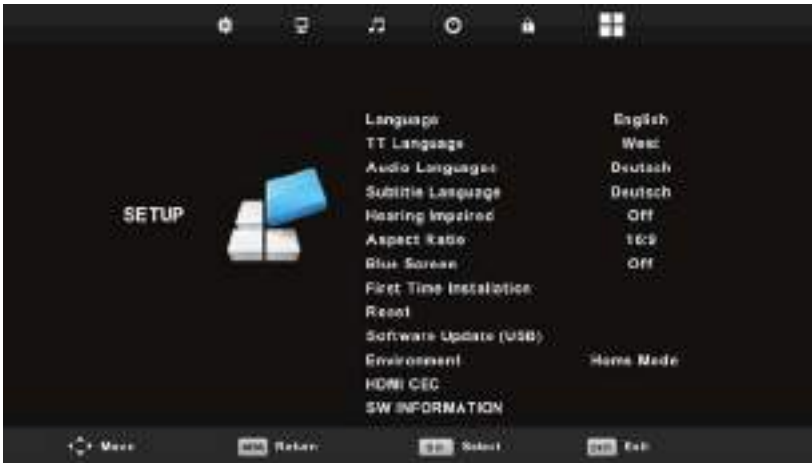 SETUP
Language English
TT Language West
Audio Languages Deutsch
Subtitle Language Deutsch
Hearing Impaired Off
Aspect Ratio 16:9
Blue Screen Off
First Time Installation
Reset
Software Update (USB)
Environment Home Mode
HDMI CEC
SW INFORMATION
Move MENU Return Select EXIT Exit